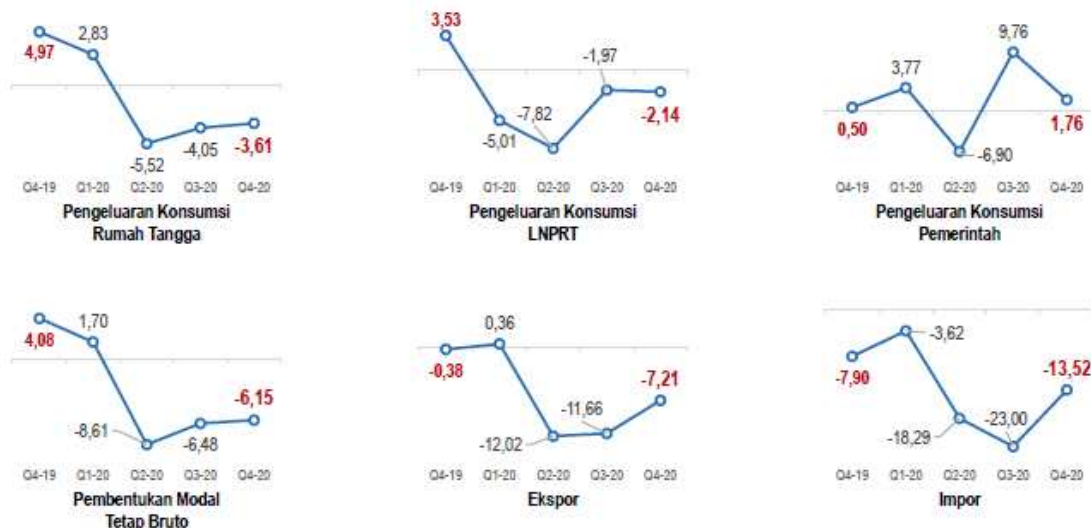 4,97
2,83
-5,52
-4,05
-3,61
Q4-19 Q1-20 Q2-20 Q3-20 Q4-20
Pengeluaran Konsumsi
Rumah Tangga
3,53
-5,01
-7,82
-1,97
-2,14
Q4-19 Q1-20 Q2-20 Q3-20 Q4-20
Pengeluaran Konsumsi
LNPRT
0,50
3,77
-6,90
9,76
1,76
Q4-19 Q1-20 Q2-20 Q3-20 Q4-20
Pengeluaran Konsumsi
Pemerintah
4,08
1,70
-8,61
-6,48
-6,15
Q4-19 Q1-20 Q2-20 Q3-20 Q4-20
Pembentukan Modal
Tetap Bruto
-0,38
0,36
-12,02
-11,66
-7,21
Q4-19 Q1-20 Q2-20 Q3-20 Q4-20
Ekspor
-7,90
-3,62
-18,29
-23,00
-13,52
Q4-19 Q1-20 Q2-20 Q3-20 Q4-20
Impor